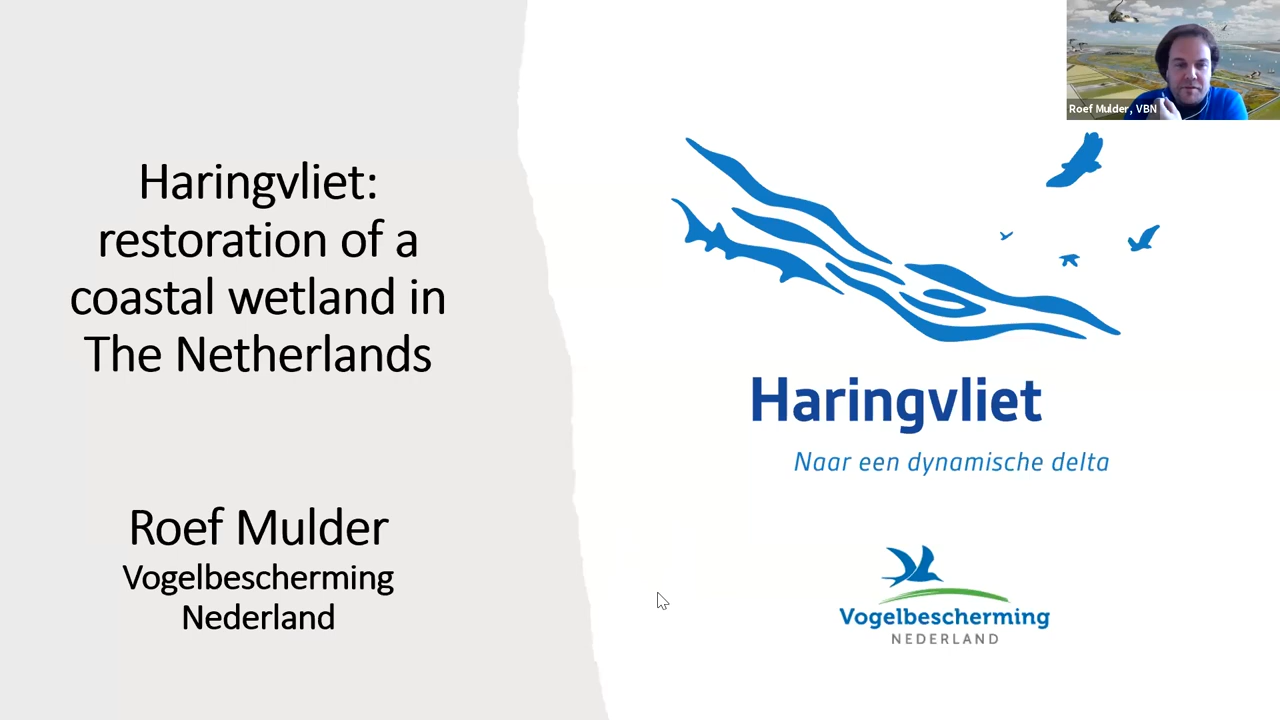 Haringvliet:
restoration of a
coastal wetland in
The Netherlands
Roef Mulder
Vogelbescherming
Nederland
Haringvliet
Naar een dynamische delta
Vogelbescherming
NEDERLAND
Roef Mulder, VBN